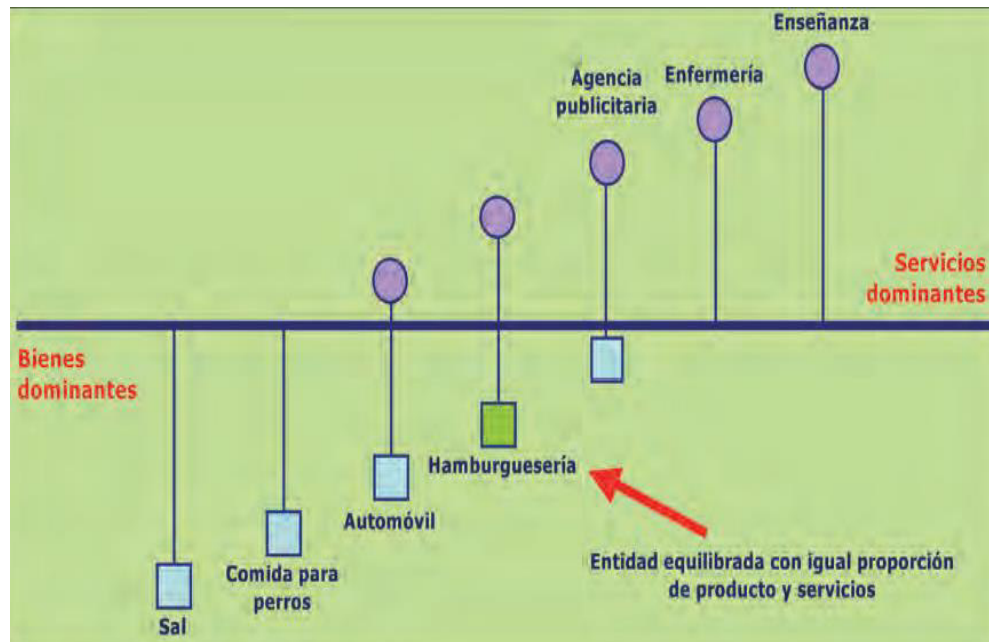 Enseñanza
Agencia
publicitaria
Enfermería
Servicios
dominantes
Bienes
dominantes
Hamburguesería
Automóvil
Comida para
perros
Sal
Entidad equilibrada con igual proporción
de producto y servicios